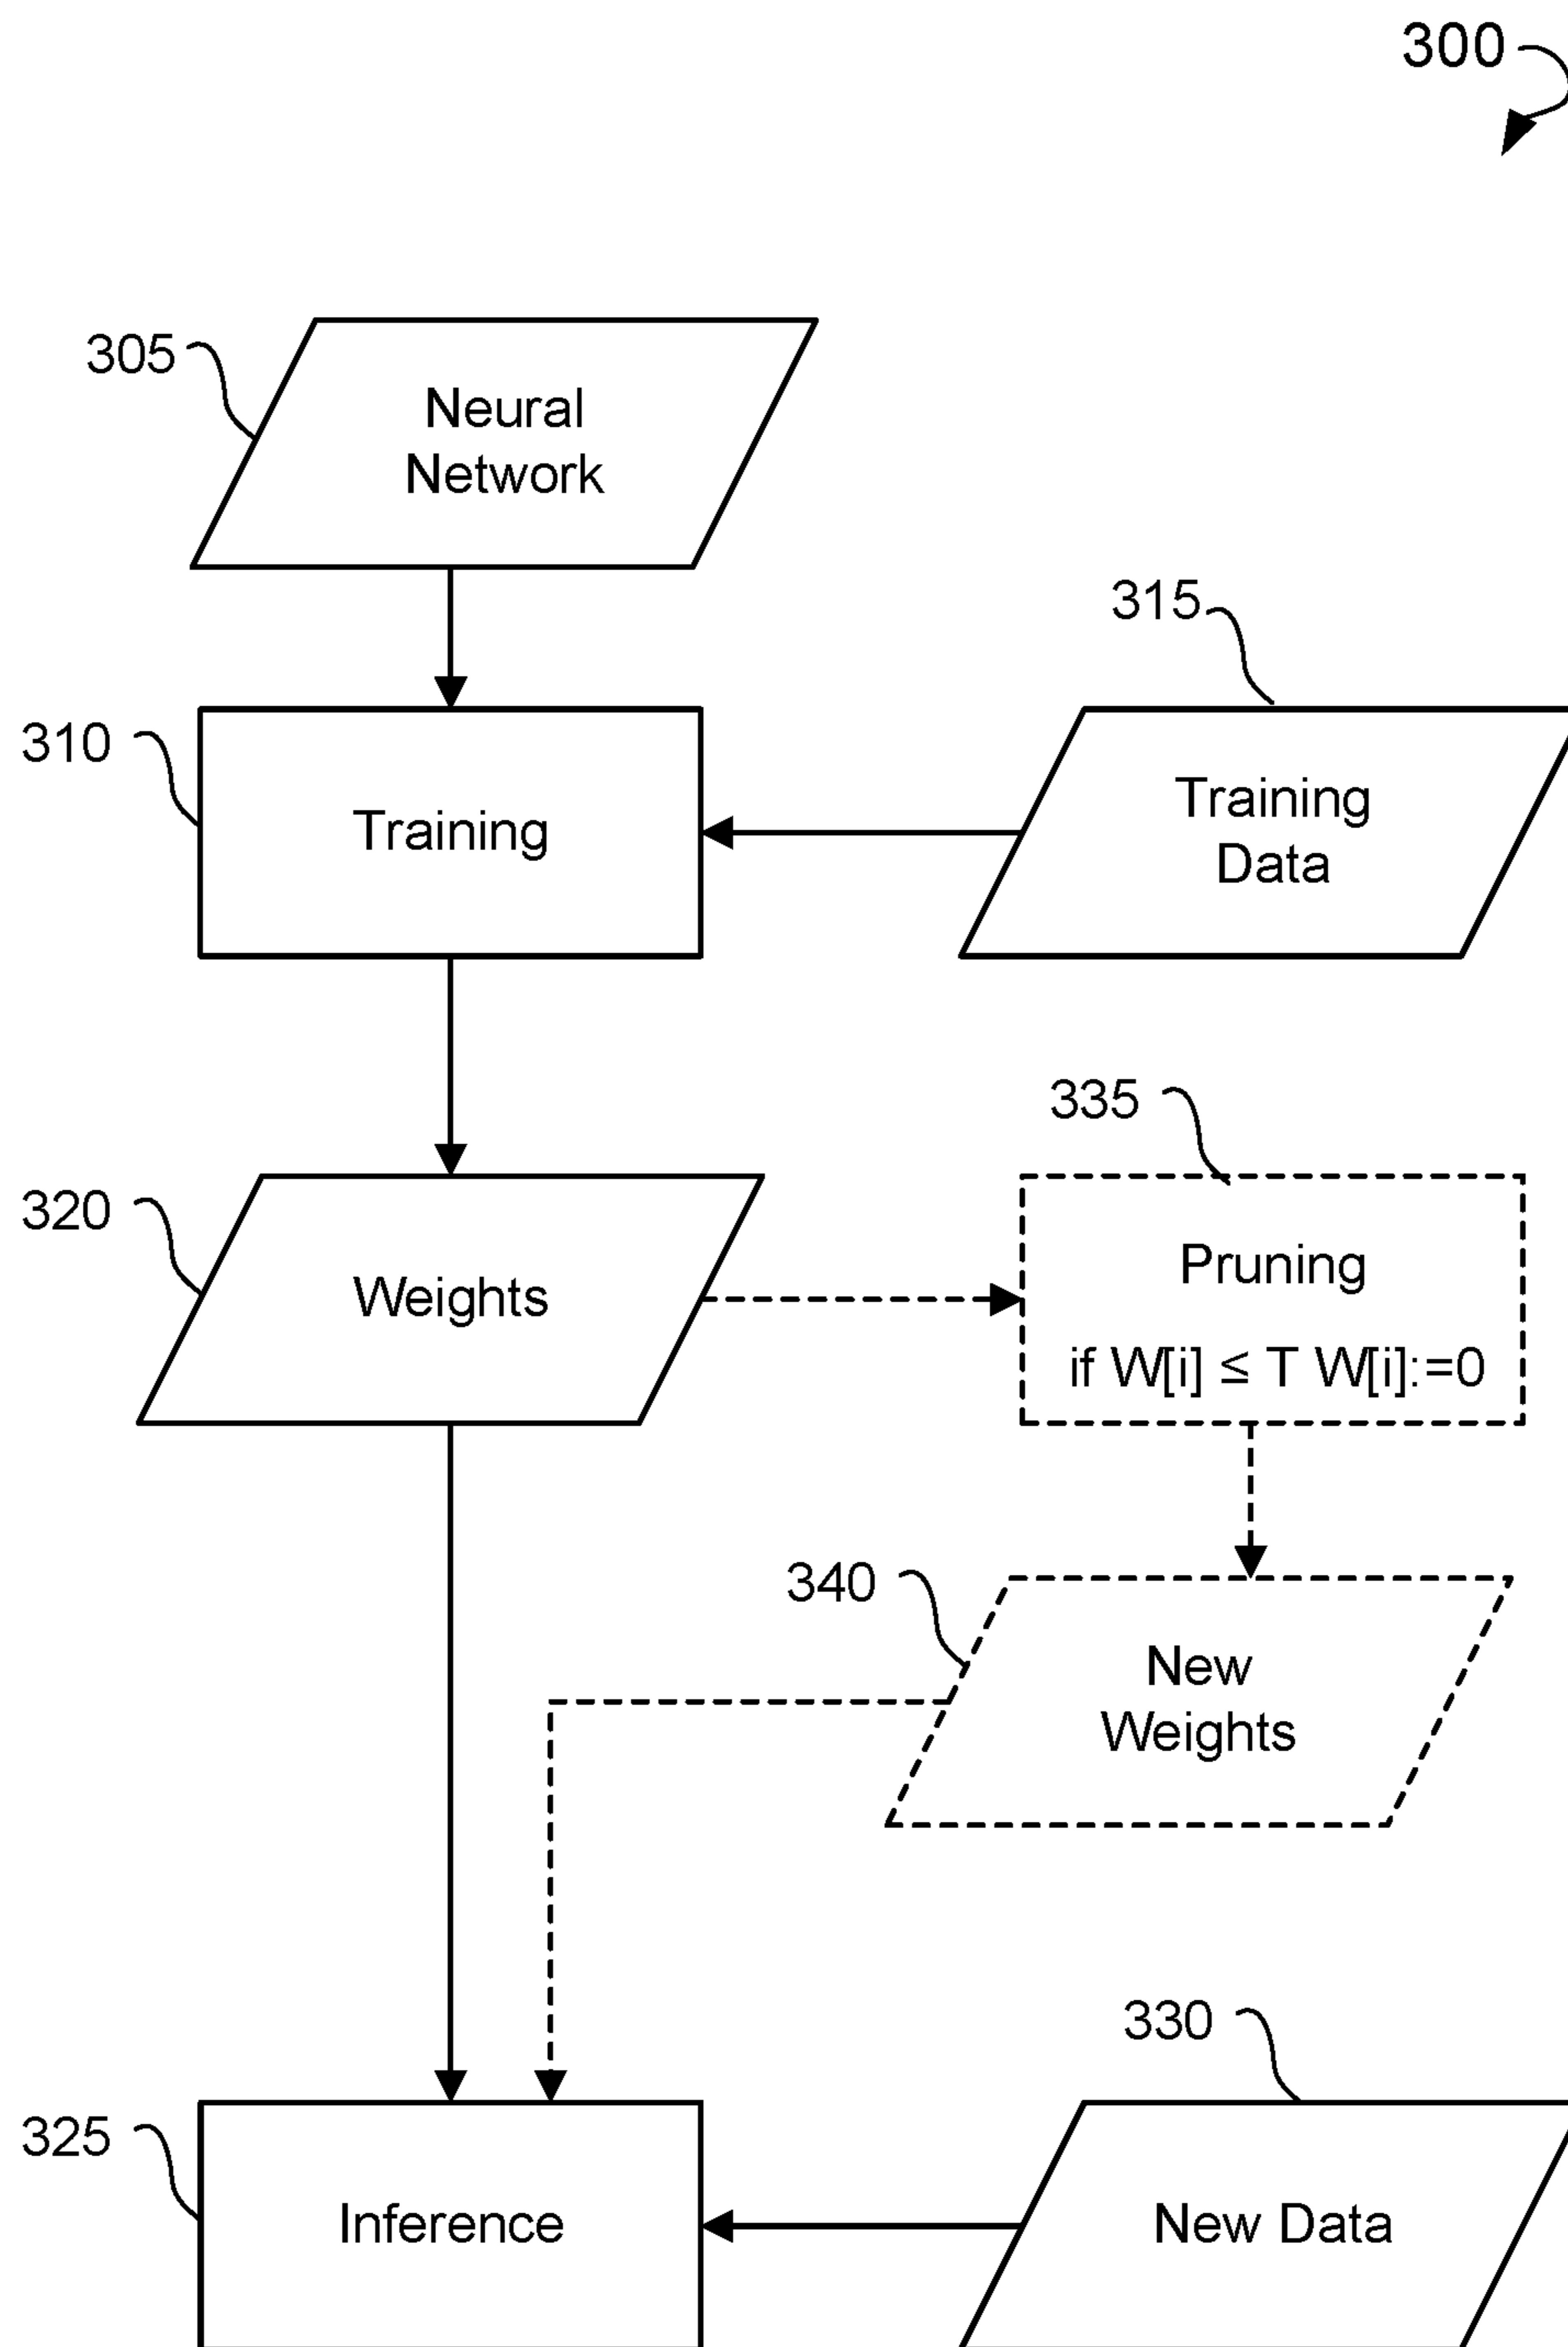 300
305
Neural
Network
315
310
Training
Training
Data
335
320
Weights
Pruning
if W[i] ≤ T W[i]:=0
340
New
Weights
330
325
Inference
New Data